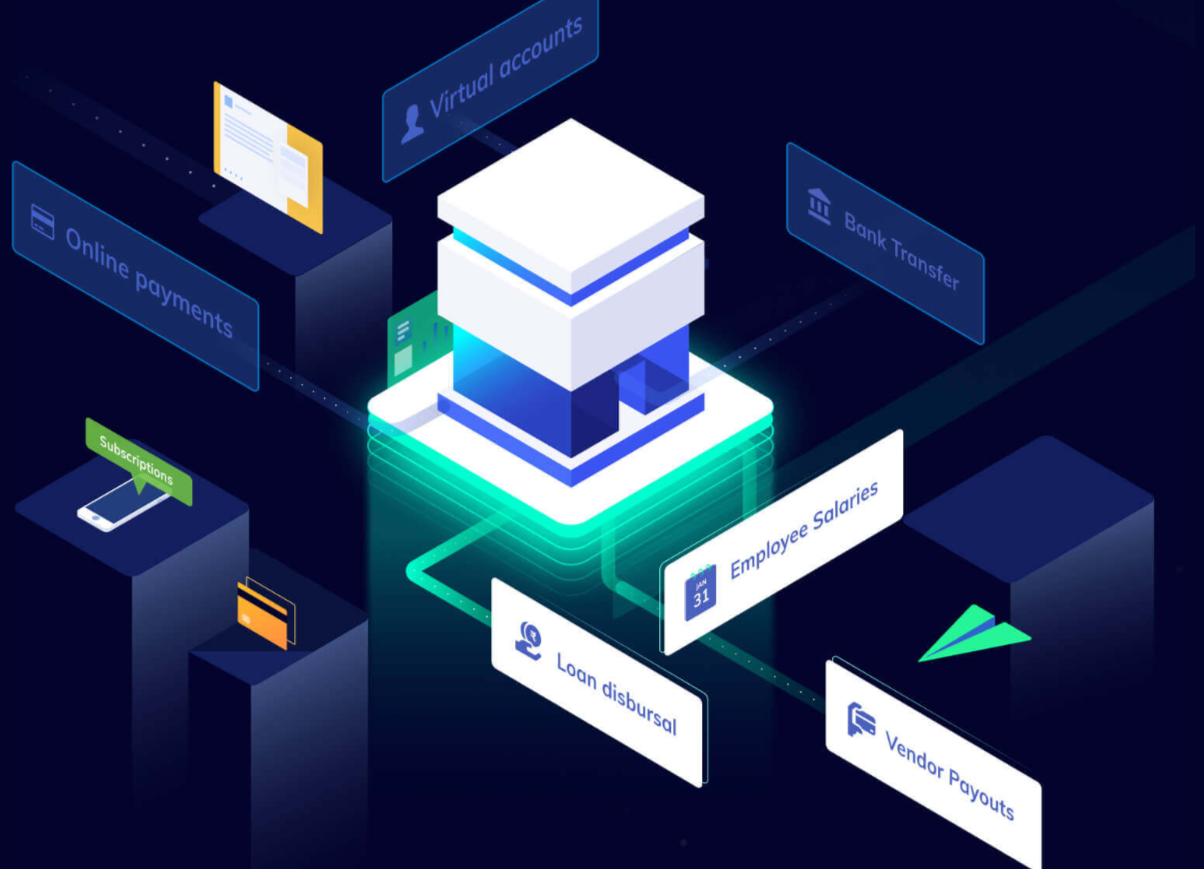 Virtual accounts
Online payments
Bank Transfer
Subscriptions
Employee Salaries
JAN
31
₹
Loan disbursal
Vendor Payouts